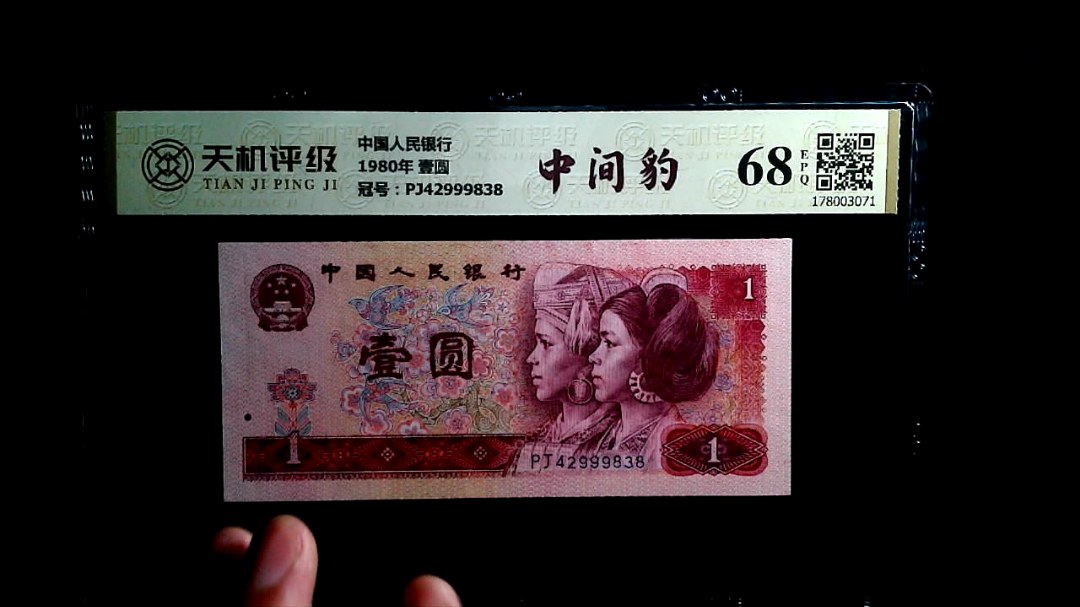 天机评级
TIAN JI PING JI
中国人民银行
1980年 壹圆
冠号：PJ42999838
中间豹
68
EPQ
178003071
中國人民银行
1
壹圆
1
PJ42999838
1